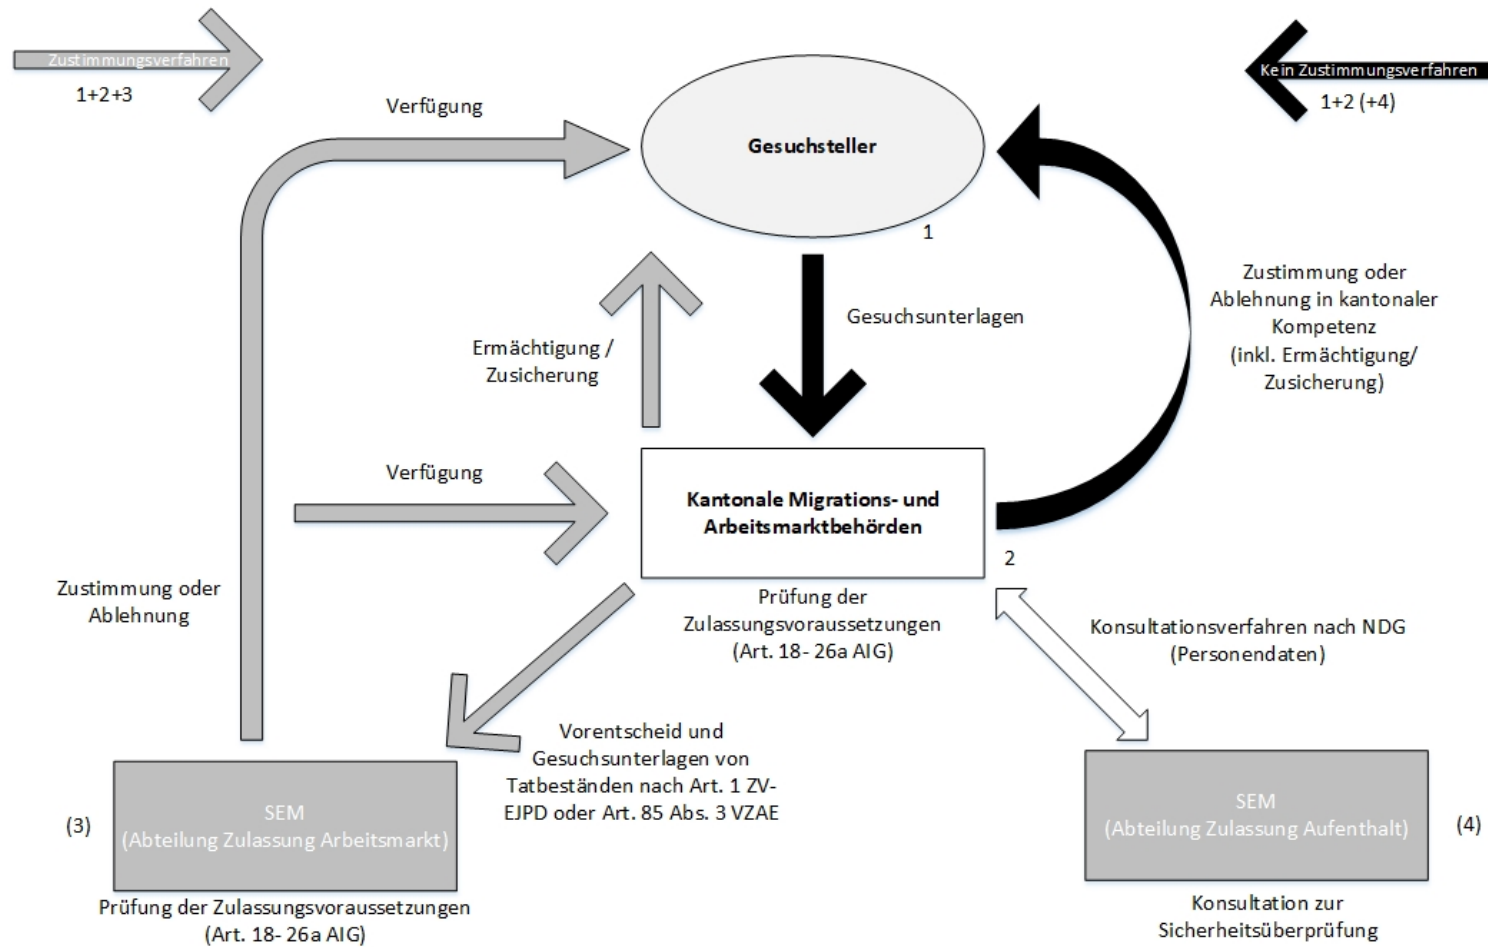 Zustimmungsverfahren
1+2+3
Kein Zustimmungsverfahren
1+2 (+4)
Verfügung
Gesuchsteller
1
Gesuchsunterlagen
Zustimmung oder
Ablehnung in kantonaler
Kompetenz
(inkl. Ermächtigung/
Zusicherung)
Ermächtigung /
Zusicherung
Verfügung
Kantonale Migrations- und
Arbeitsmarktbehörden
2
Prüfung der
Zulassungsvoraussetzungen
(Art. 18- 26a AIG)
Zustimmung oder
Ablehnung
Konsultationsverfahren nach NDG
(Personendaten)
Vorentscheid und
Gesuchsunterlagen von
Tatbeständen nach Art. 1 ZV-
EJPD oder Art. 85 Abs. 3 VZAE
(3)
SEM
(Abteilung Zulassung Arbeitsmarkt)
Prüfung der Zulassungsvoraussetzungen
(Art. 18- 26a AIG)
SEM
(Abteilung Zulassung Aufenthalt)
(4)
Konsultation zur
Sicherheitsüberprüfung